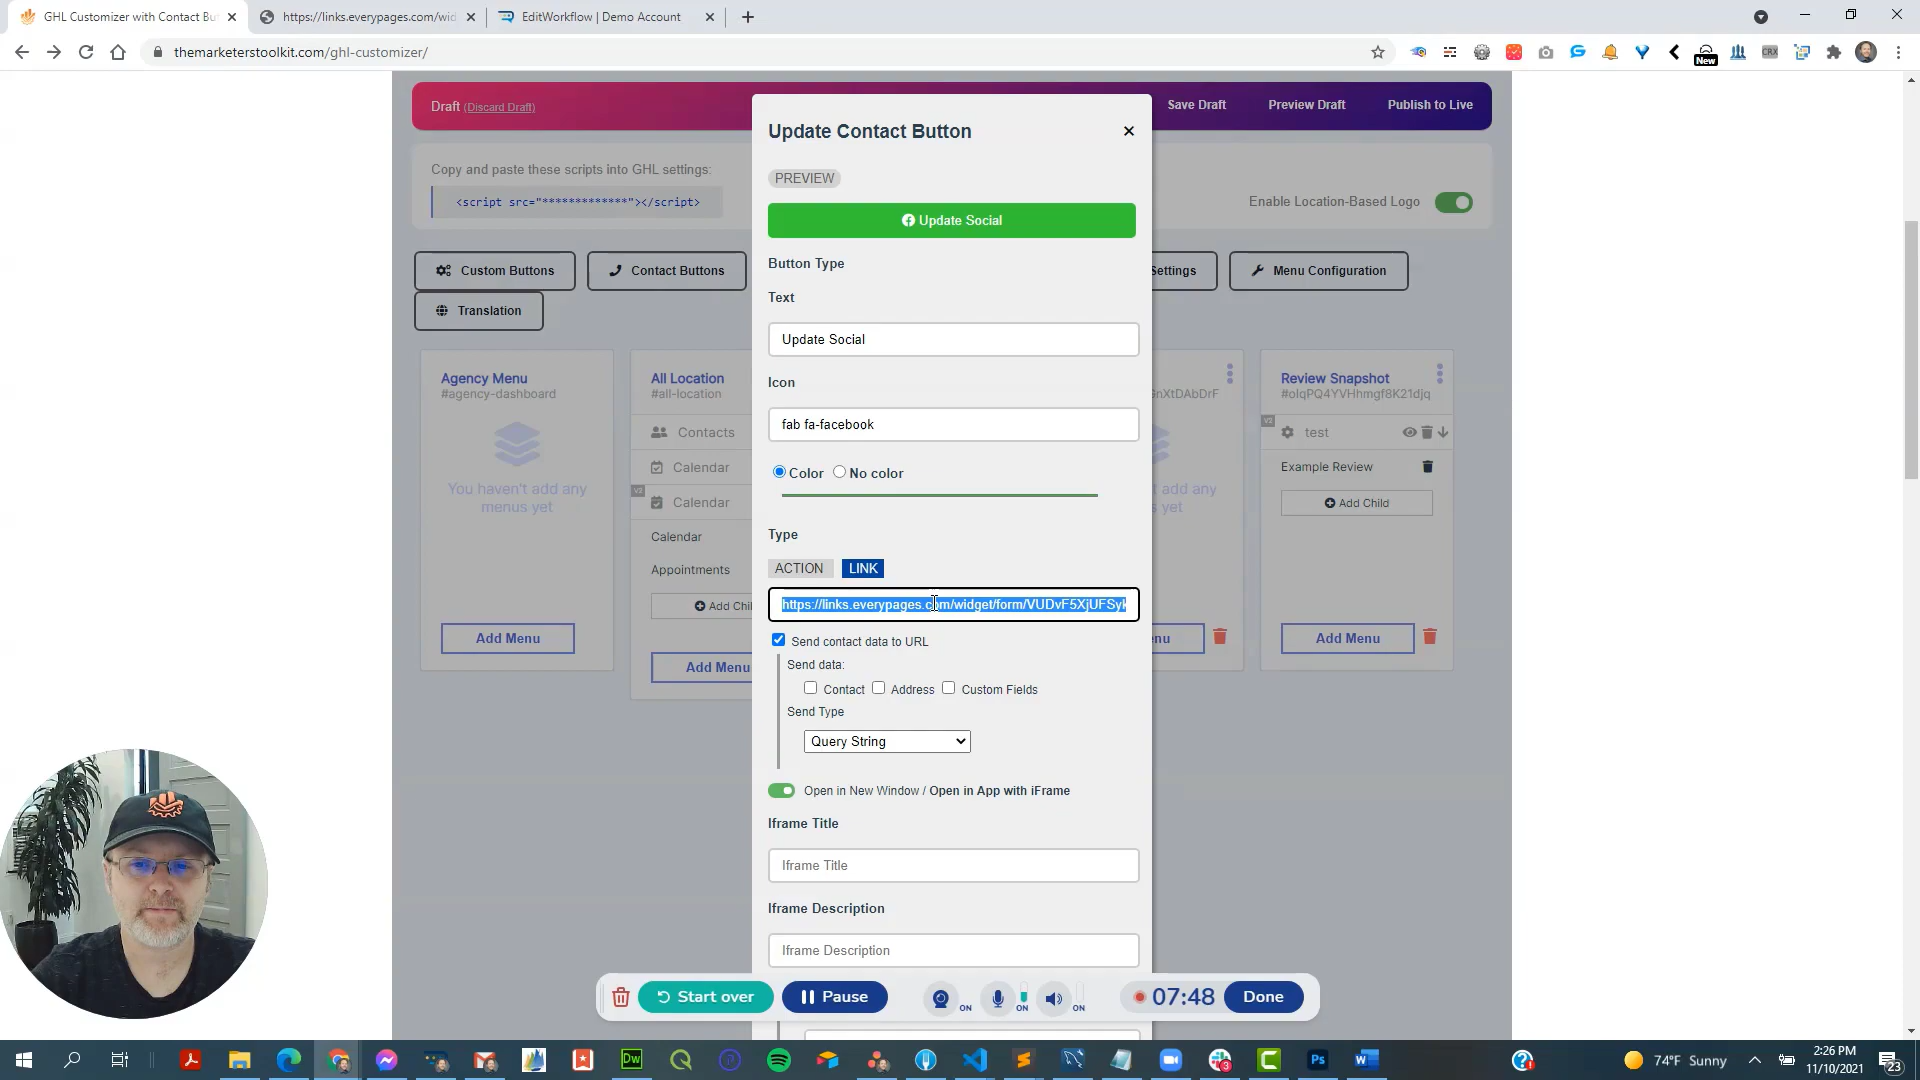 GHL Customizer with Contact Bu
https://links.everypages.com/wid
EditWorkflow | Demo Account
themarketerstoolkit.com/ghl-customizer/
New
CRX
Draft (Discard Draft)
Save Draft
Preview Draft
Publish to Live
Copy and paste these scripts into GHL settings:
<script src="*************"></script>
Enable Location-Based Logo
Custom Buttons
Contact Buttons
Settings
Menu Configuration
Translation
Agency Menu
#agency-dashboard
You haven't add any
menus yet
Add Menu
All Location
#all-location
Contacts
Calendar
V3
Calendar
Calendar
Appointments
Add Chil
Add Menu
GnXtDAbDrF
t add any
s yet
nu
Review Snapshot
#olqPQ4YVHhmgf8K21djq
V3
test
Example Review
Add Child
Add Menu
Update Contact Button
×
PREVIEW
Update Social
Button Type
Text
Update Social
Icon
fab fa-facebook
Color
No color
Type
ACTION
LINK
https://links.everypages.com/widget/form/VUDvF5XjUFSyk
Send contact data to URL
Send data:
Contact
Address
Custom Fields
Send Type
Query String
Open in New Window / Open in App with iFrame
Iframe Title
Iframe Title
Iframe Description
Iframe Description
Start over
Pause
ON
ON
ON
07:48
Done
Dw
Ps
74°F Sunny
2:26 PM
11/10/2021
23